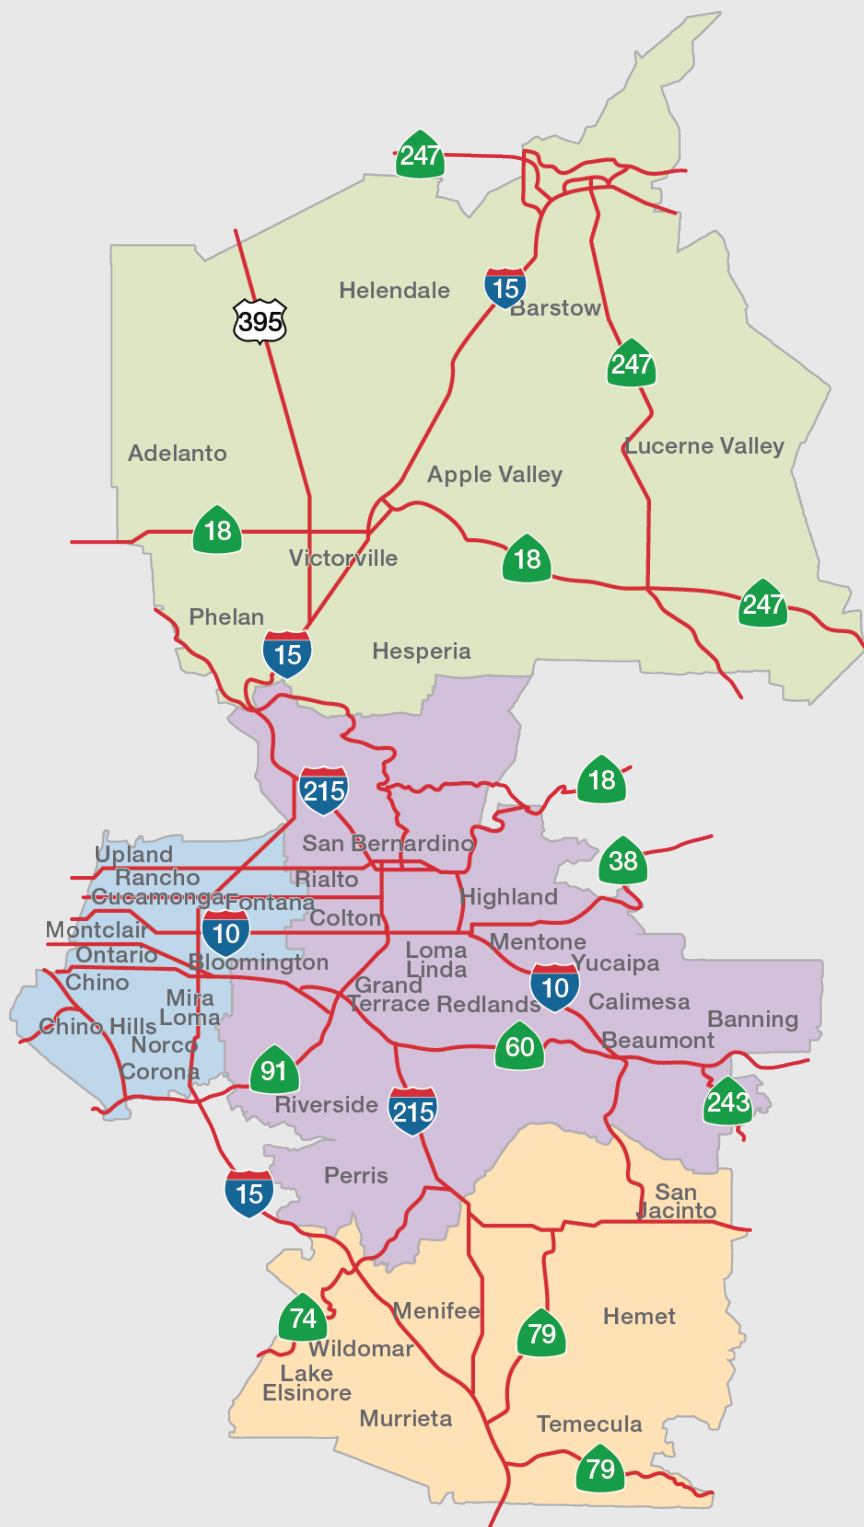 247
Helendale
15
Barstow
395
247
Adelanto
Lucerne Valley
Apple Valley
18
Victorville
18
247
Phelan
15
Hesperia
18
215
San Bernardino
38
Upland
Rancho
Cucamonga
Rialto
Fontana
Highland
Colton
Montclair
10
Ontario
Bloomington
Loma
Linda
Mentone
Yucaipa
Chino
Grand
Terrace
Redlands
10
Calimesa
Mira
Loma
Chino Hills
Norco
Corona
Banning
Beaumont
60
91
Riverside
215
243
Perris
15
San
Jacinto
74
Menifee
79
Hemet
Wildomar
Lake
Elsinore
Murrieta
Temecula
79